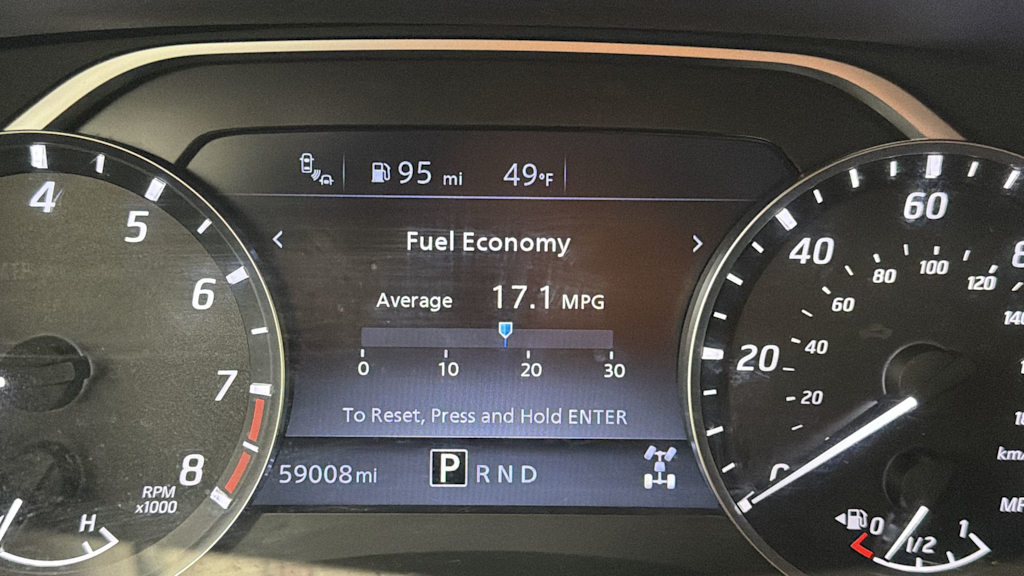 95 mi 49°F
< Fuel Economy >
Average 17.1 MPG
0 10 20 30
To Reset, Press and Hold ENTER
59008 mi P R N D
4
5
6
7
8
RPM
x1000
H
20
40
60
20
40
60
80
100
120
0 1/2 1